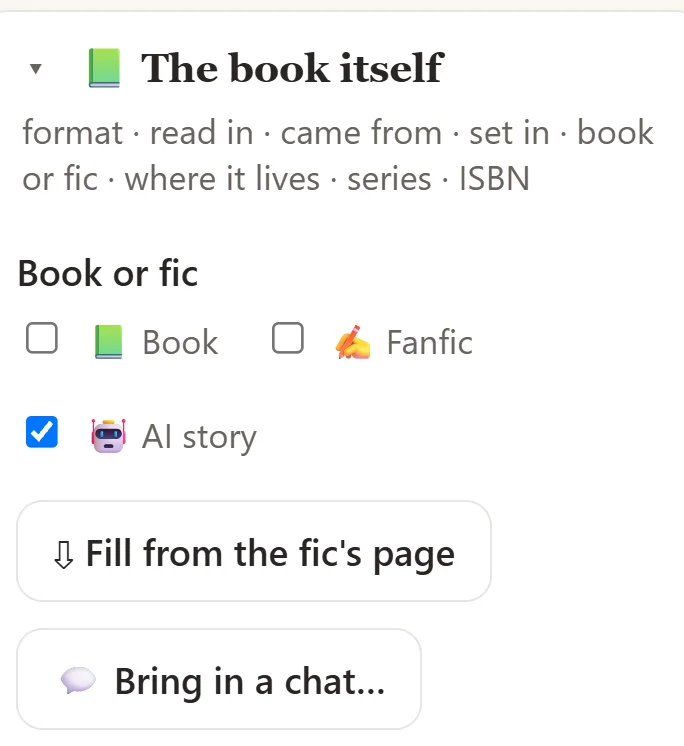 ▼ 📗 The book itself
format · read in · came from · set in · book
or fic · where it lives · series · ISBN
Book or fic
📗 Book ✍️ Fanfic
🤖 AI story
⇩ Fill from the fic's page
💬 Bring in a chat...